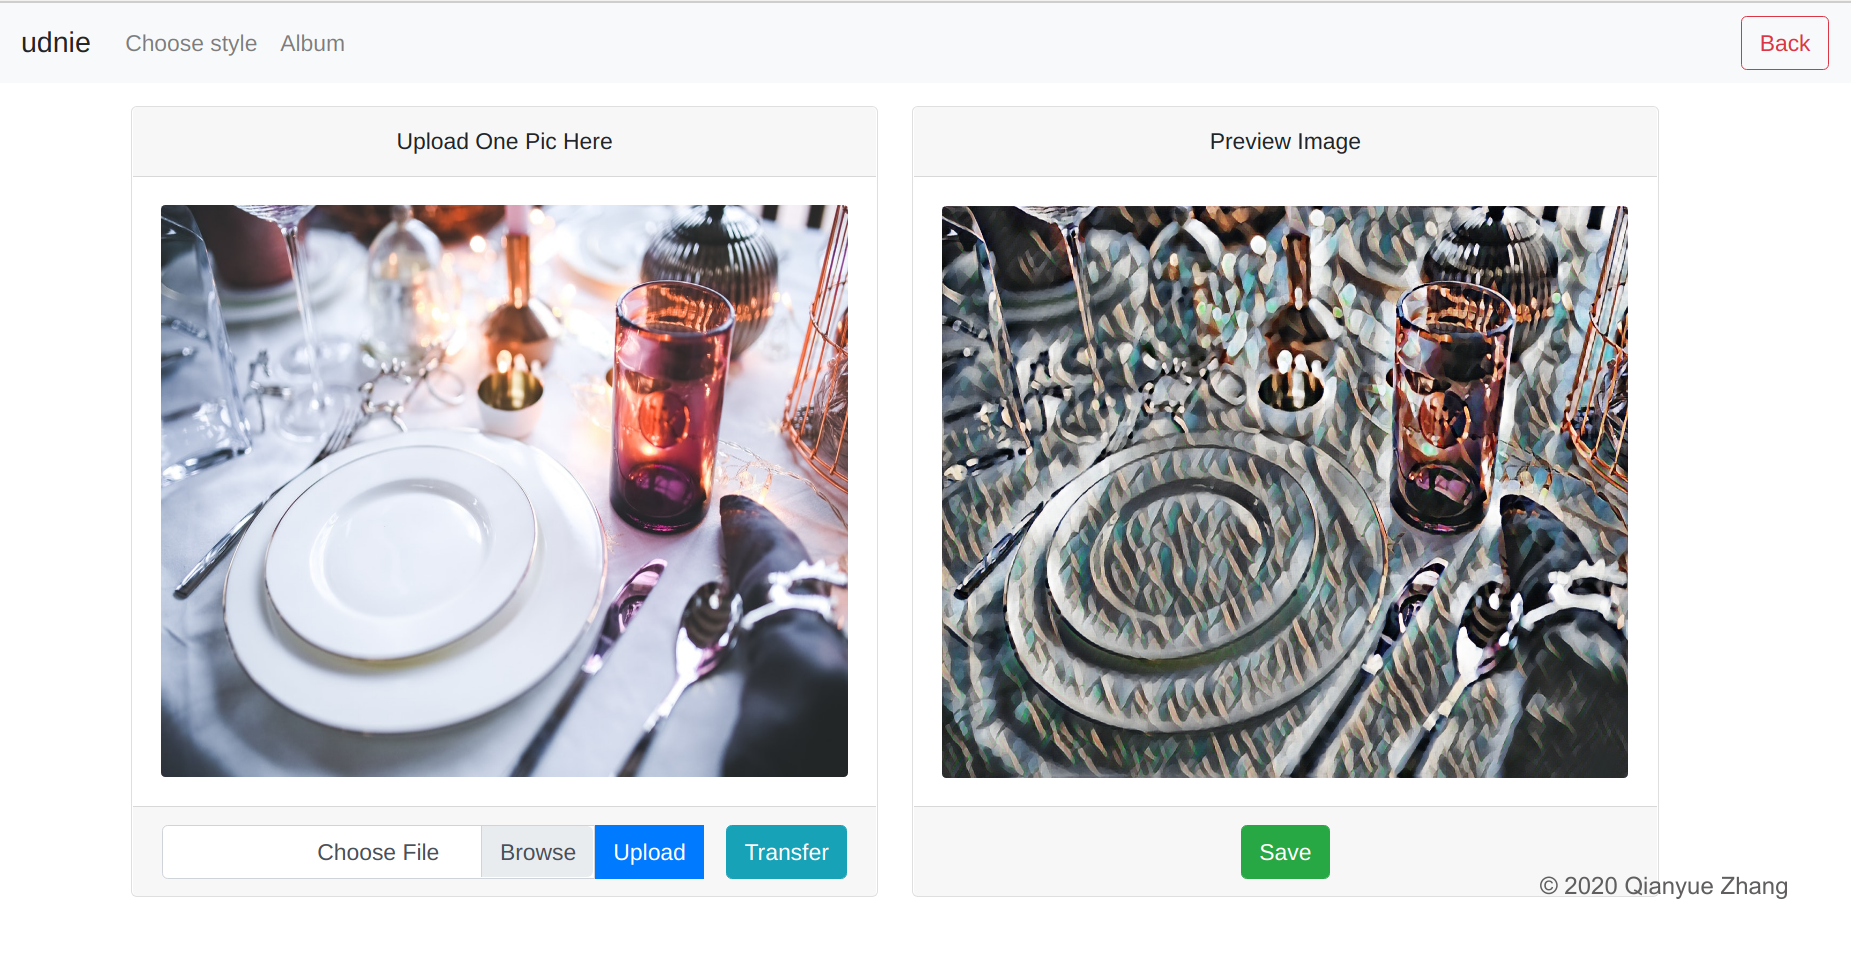 udnie Choose style Album Back
Upload One Pic Here
Preview Image
Choose File Browse Upload Transfer
Save
© 2020 Qianyue Zhang